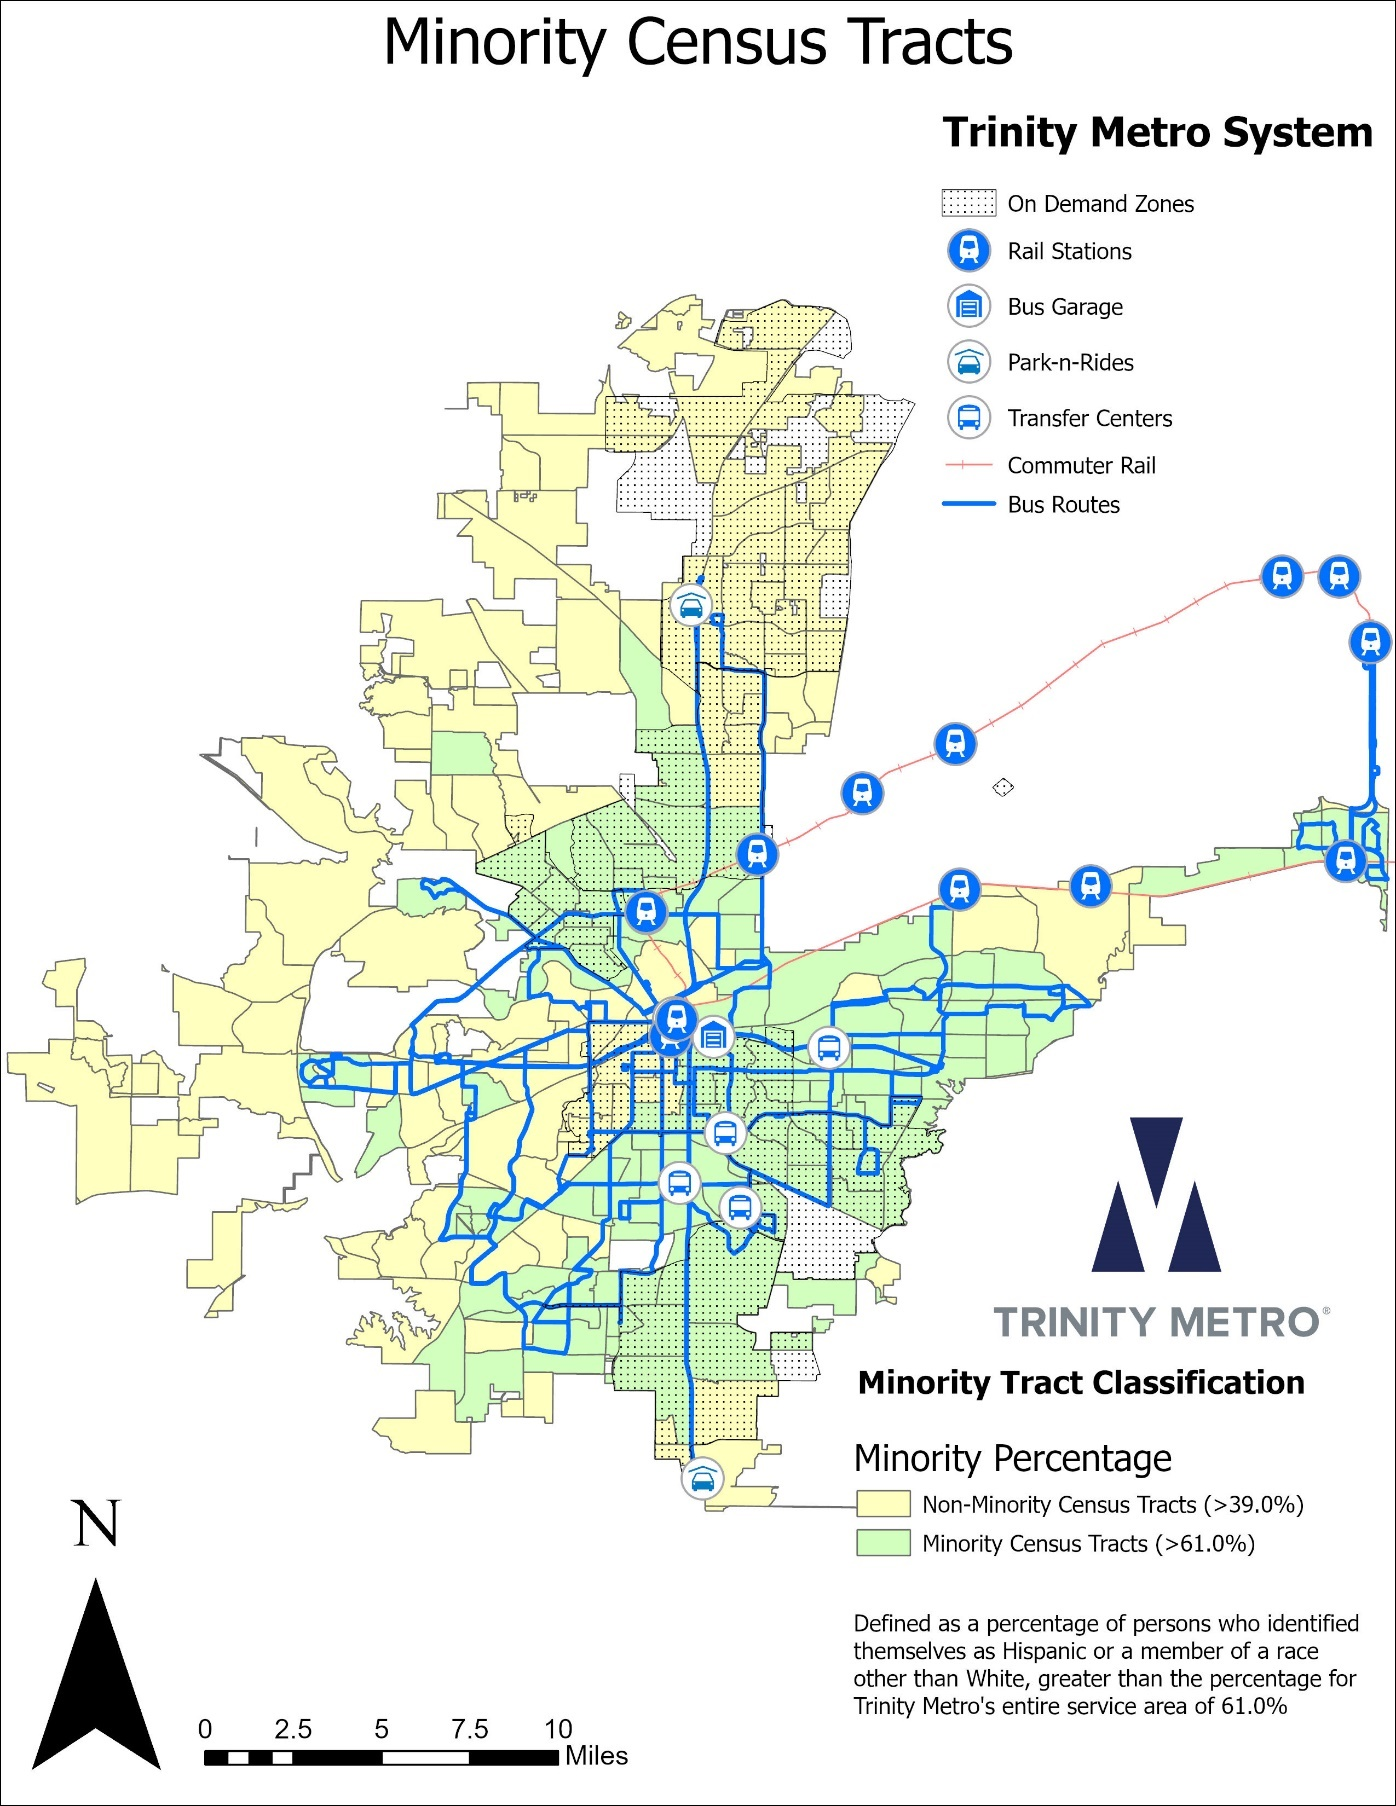 Minority Census Tracts
Trinity Metro System
On Demand Zones
Rail Stations
Bus Garage
Park-n-Rides
Transfer Centers
Commuter Rail
Bus Routes
TRINITY METRO®
Minority Tract Classification
Minority Percentage
Non-Minority Census Tracts (>39.0%)
Minority Census Tracts (>61.0%)
Defined as a percentage of persons who identified
themselves as Hispanic or a member of a race
other than White, greater than the percentage for
Trinity Metro's entire service area of 61.0%
N
0 2.5 5 7.5 10
Miles